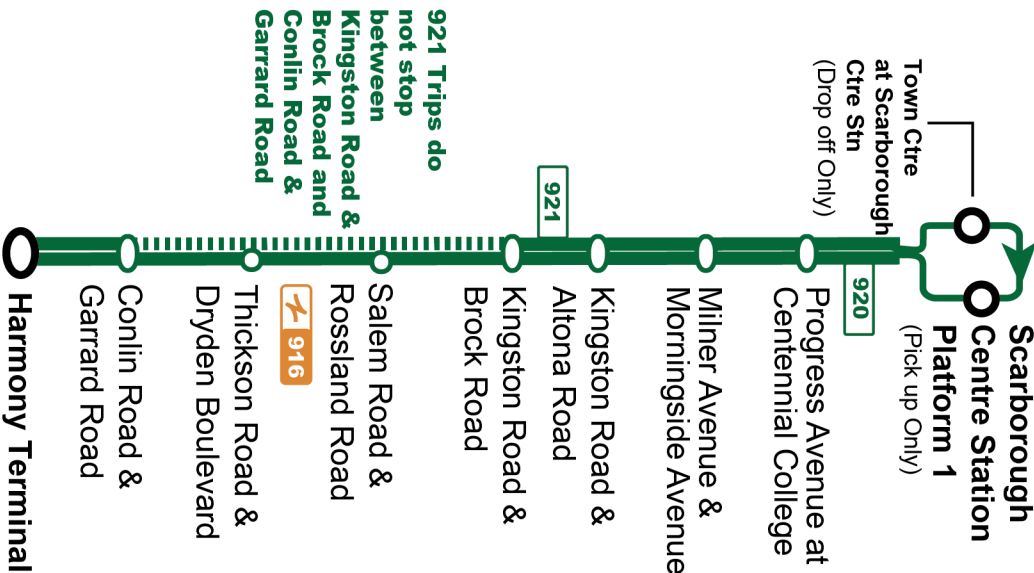 Scarborough
Centre Station
Platform 1
(Pick up Only)
Town Ctre
at Scarborough
Ctre Stn
(Drop off Only)
920
Progress Avenue at
Centennial College
Milner Avenue &
Morningside Avenue
Kingston Road &
Altona Road
921
Kingston Road &
Brock Road
921 Trips do
not stop
between
Kingston Road &
Brock Road and
Conlin Road &
Garrard Road
Salem Road &
Rossland Road
916
Thickson Road &
Dryden Boulevard
Conlin Road &
Garrard Road
Harmony Terminal